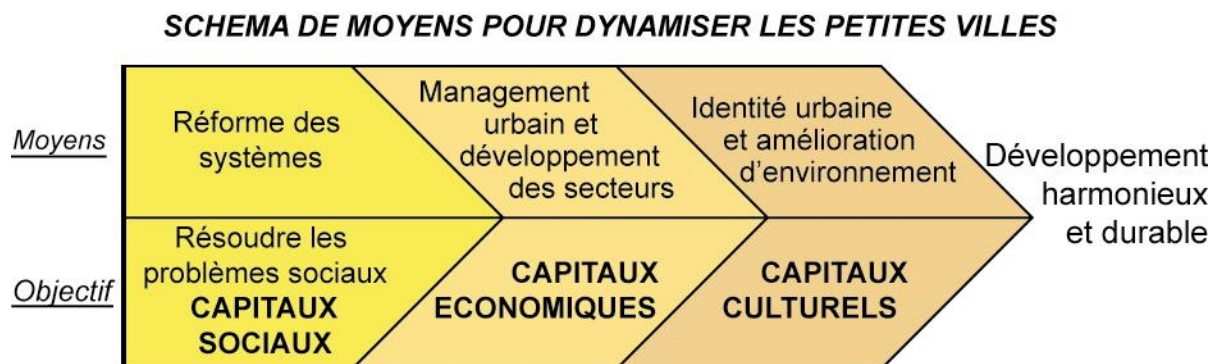 SCHEMA DE MOYENS POUR DYNAMISER LES PETITES VILLES
Moyens
Réforme des
systèmes
Management
urbain et
développement
des secteurs
Identité urbaine
et amélioration
d'environnement
Développement
harmonieux
et durable
Objectif
Résoudre les
problèmes sociaux
CAPITAUX
SOCIAUX
CAPITAUX
ECONOMIQUES
CAPITAUX
CULTURELS